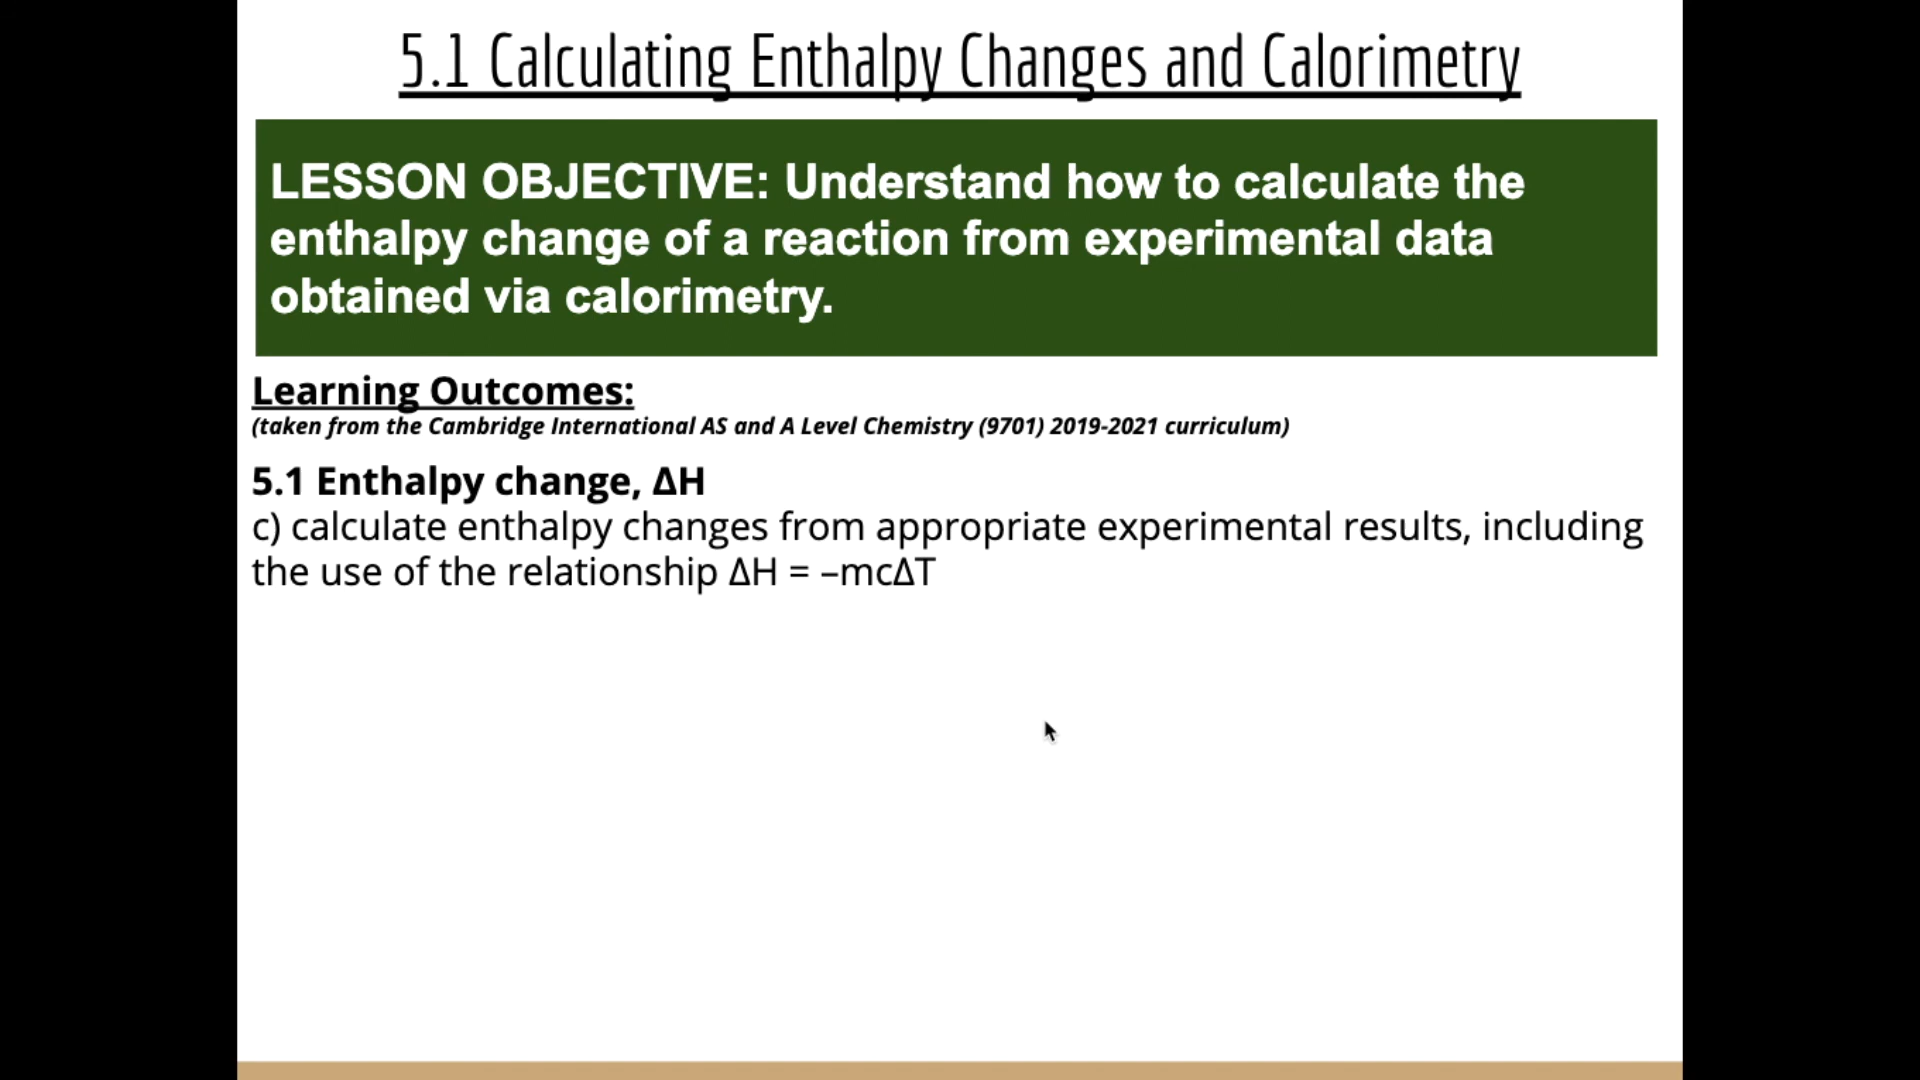 5.1 Calculating Enthalpy Changes and Calorimetry
LESSON OBJECTIVE: Understand how to calculate the
enthalpy change of a reaction from experimental data
obtained via calorimetry.
Learning Outcomes:
(taken from the Cambridge International AS and A Level Chemistry (9701) 2019-2021 curriculum)
5.1 Enthalpy change, ΔH
c) calculate enthalpy changes from appropriate experimental results, including
the use of the relationship ΔH = –mcΔT